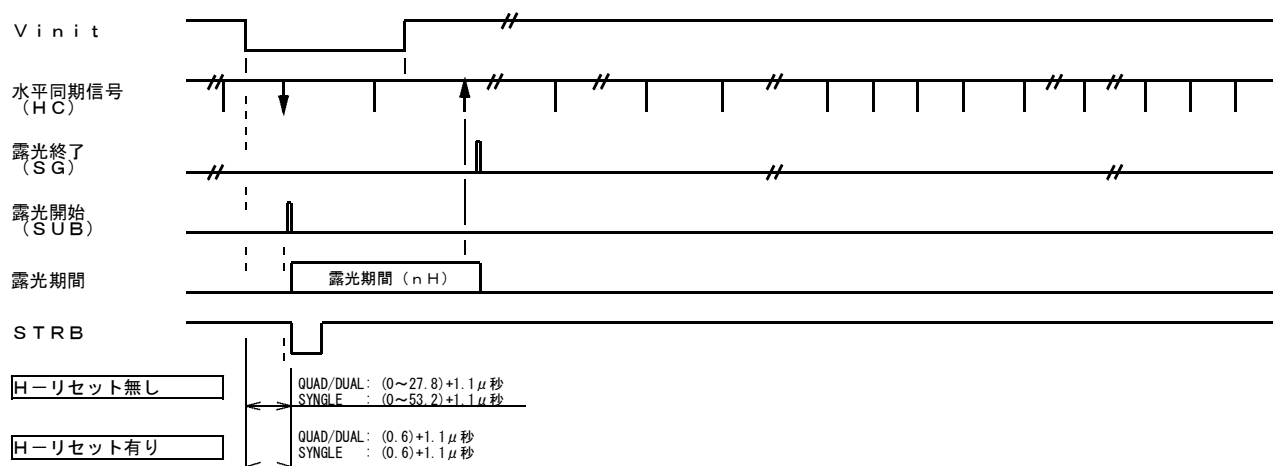 Ｖｉｎｉｔ
水平同期信号
（ＨＣ）
露光終了
（ＳＧ）
露光開始
（ＳＵＢ）
露光期間
露光期間（ｎＨ）
ＳＴＲＢ
Ｈ－リセット無し
QUAD/DUAL: (0～27.8)+1.1μ秒
SYNGLE : (0～53.2)+1.1μ秒
Ｈ－リセット有り
QUAD/DUAL: (0.6)+1.1μ秒
SYNGLE : (0.6)+1.1μ秒